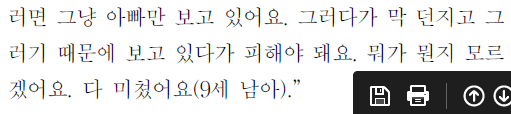 러면 그냥 아빠만 보고 있어요. 그러다가 막 던지고 그
러기 때문에 보고 있다가 피해야 돼요. 뭐가 뭔지 모르
겠어요. 다 미쳤어요(9세 남아).”